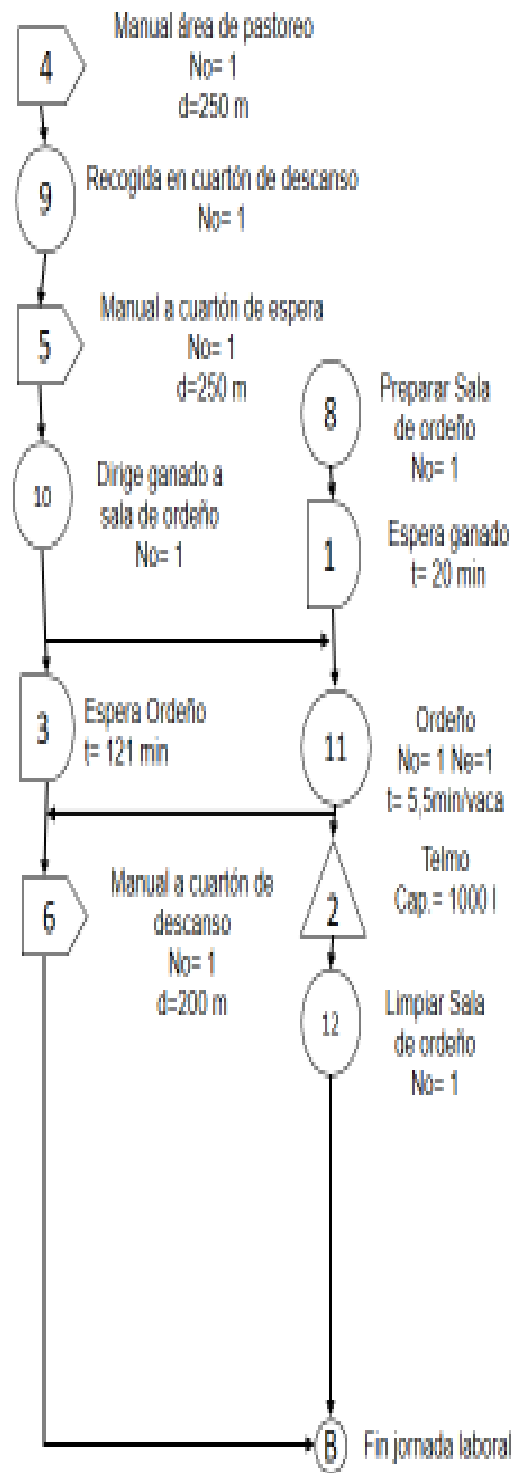 4
Manual área de pastoreo
No= 1
d=250 m
9
Recogida en cuartón de descanso
No= 1
5
Manual a cuartón de espera
No= 1
d=250 m
8
Preparar Sala
de ordeño
No= 1
10
Dirige ganado a
sala de ordeño
No= 1
1
Espera ganado
t= 20 min
3
Espera Ordeño
t= 121 min
11
Ordeño
No= 1 Ne=1
t= 5,5min/vaca
6
Manual a cuartón de
descanso
No= 1
d=200 m
2
Telmo
Cap.= 1000 l
12
Limpiar Sala
de ordeño
No= 1
B
Fin jornada laboral